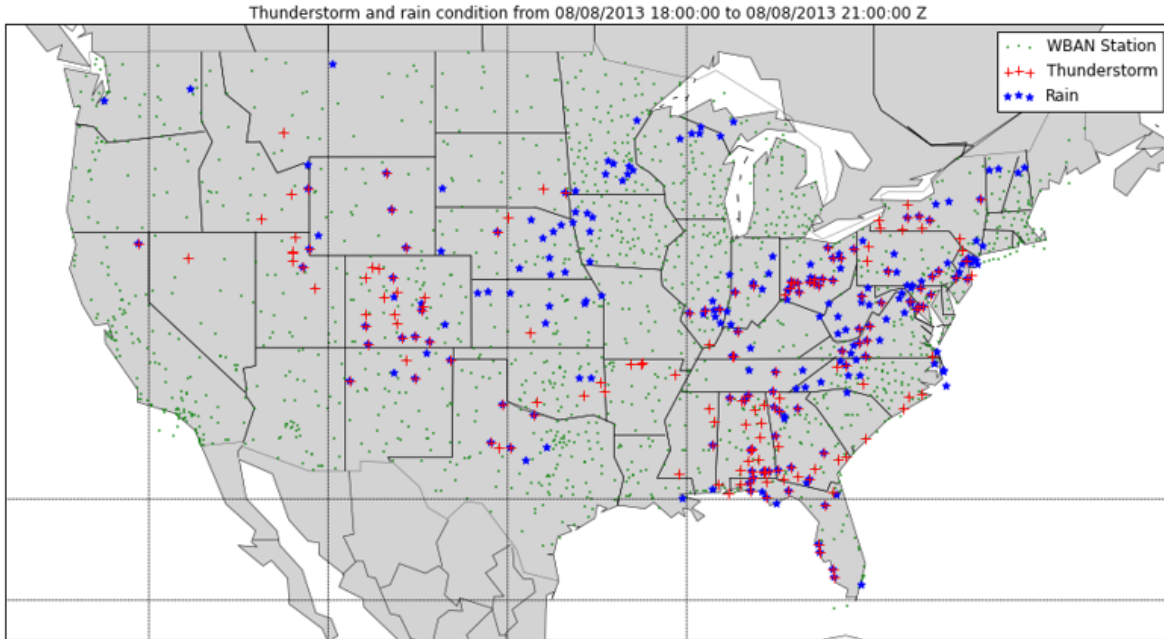 Thunderstorm and rain condition from 08/08/2013 18:00:00 to 08/08/2013 21:00:00 Z
WBAN Station
Thunderstorm
Rain